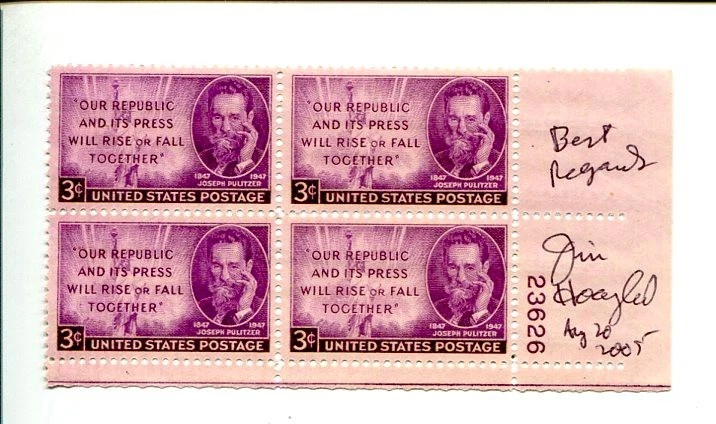 "OUR REPUBLIC
AND ITS PRESS
WILL RISE OR FALL
TOGETHER"
1847 1947
JOSEPH PULITZER
3¢ UNITED STATES POSTAGE
"OUR REPUBLIC
AND ITS PRESS
WILL RISE OR FALL
TOGETHER"
1847 1947
JOSEPH PULITZER
3¢ UNITED STATES POSTAGE
Best
Regards
"OUR REPUBLIC
AND ITS PRESS
WILL RISE OR FALL
TOGETHER"
1847 1947
JOSEPH PULITZER
3¢ UNITED STATES POSTAGE
"OUR REPUBLIC
AND ITS PRESS
WILL RISE OR FALL
TOGETHER"
1847 1947
JOSEPH PULITZER
3¢ UNITED STATES POSTAGE
23626
Jim
Hoagland
Aug 20
2005